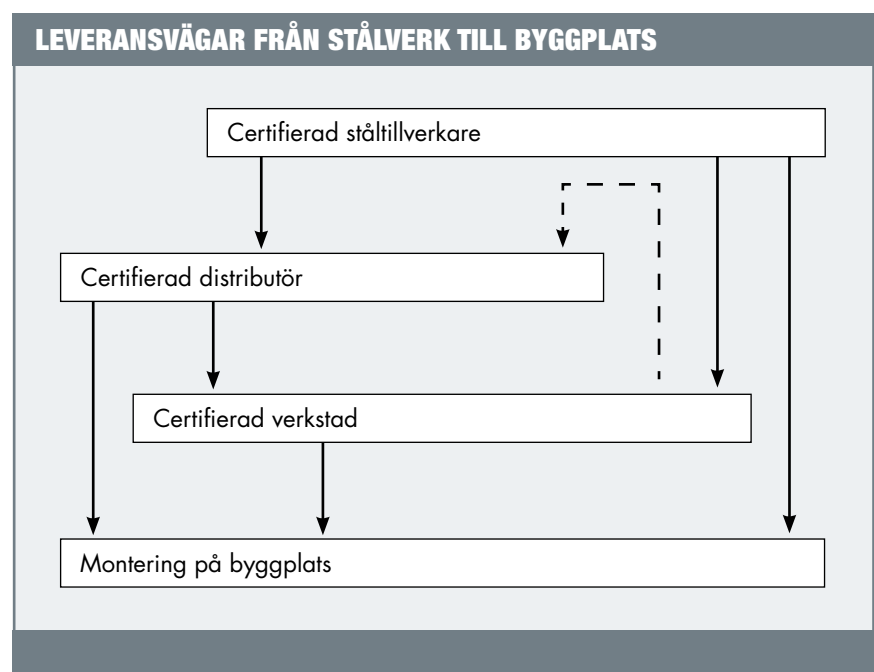 LEVERANSVÄGAR FRÅN STÅLVERK TILL BYGGPLATS
Certifierad ståltillverkare
Certifierad distributör
Certifierad verkstad
Montering på byggplats